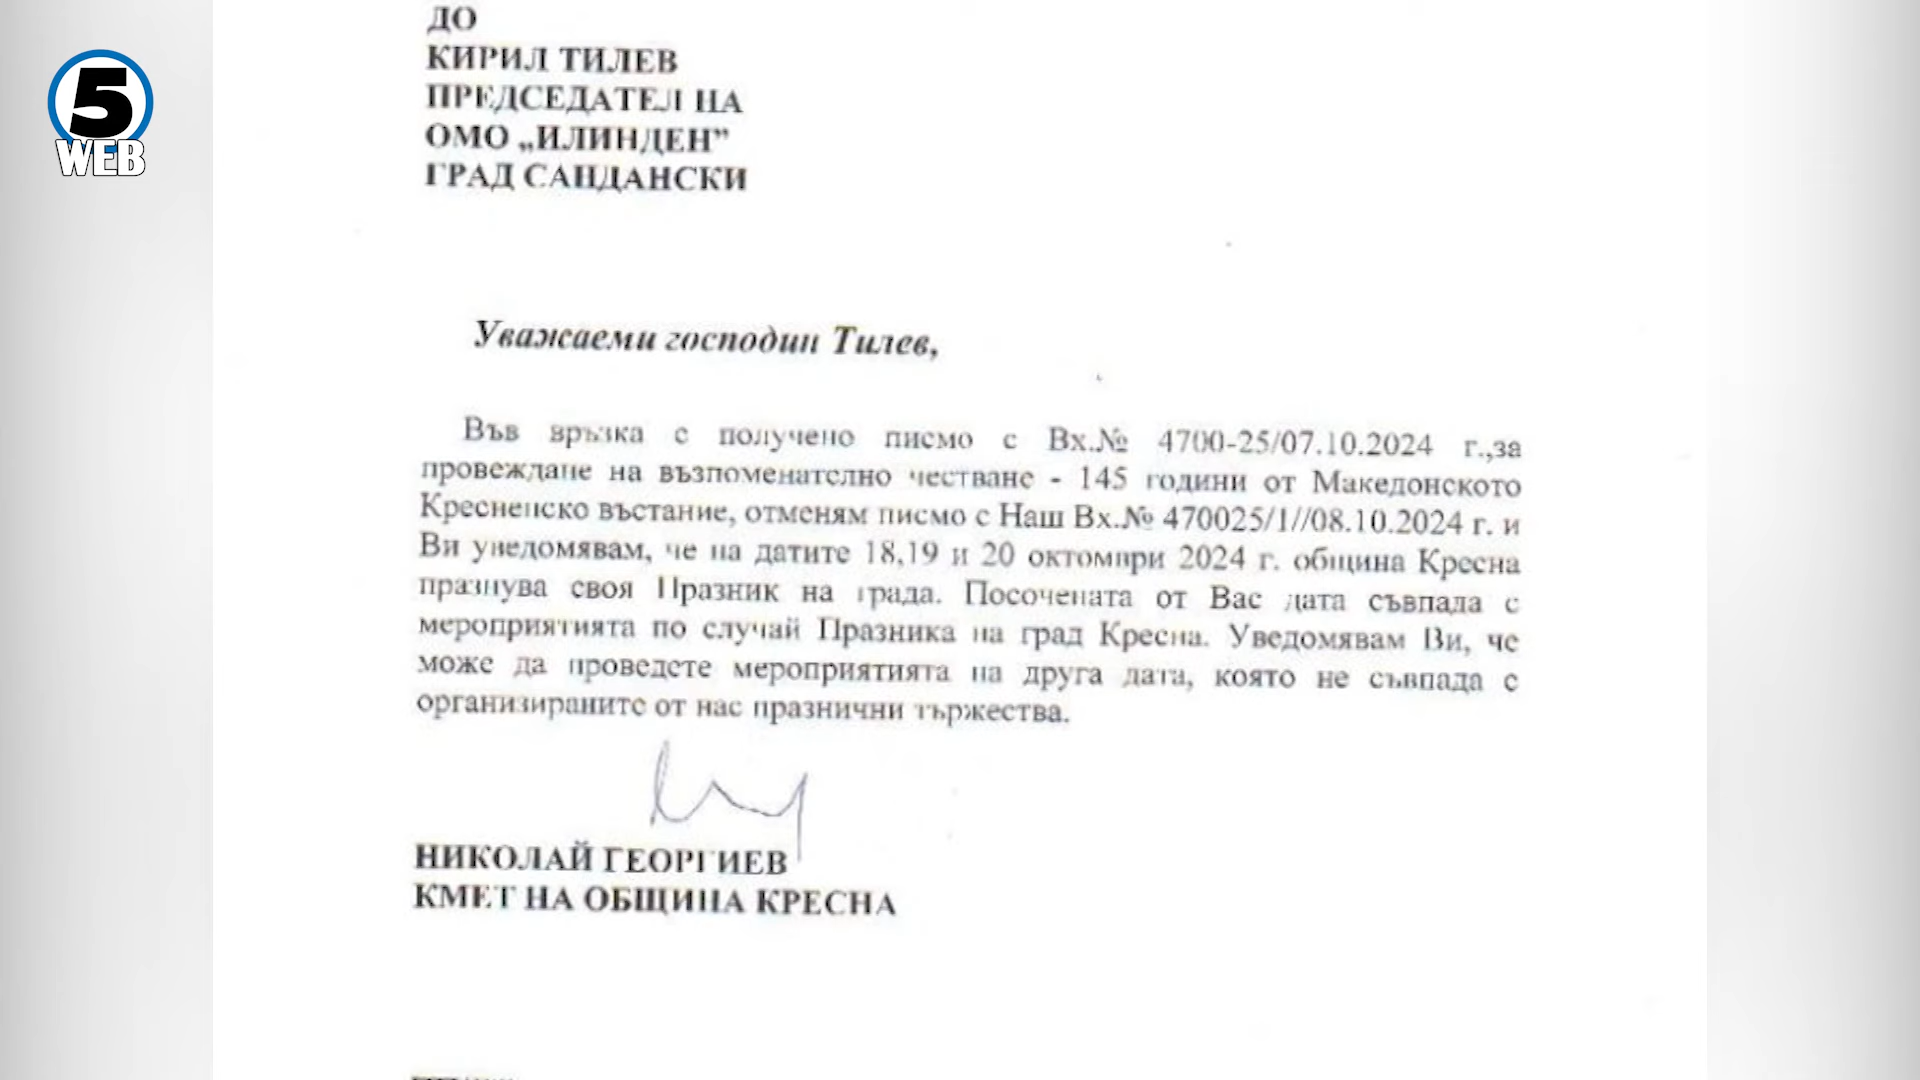 5
WEB
ДО
КИРИЛ ТИЛЕВ
ПРЕДСЕДАТЕЛ НА
ОМО „ИЛИНДЕН”
ГРАД САНДАНСКИ
Уважаеми господин Тилев,
Във връзка с получено писмо с Вх.№ 4700-25/07.10.2024 г.,за
провеждане на възпоменателно честване - 145 години от Македонското
Кресненско въстание, отменям писмо с Наш Вх.№ 470025/1//08.10.2024 г. и
Ви уведомявам, че на датите 18,19 и 20 октомври 2024 г. община Кресна
празнува своя Празник на града. Посочената от Вас дата съвпада с
мероприятията по случай Празника на град Кресна. Уведомявам Ви, че
може да проведете мероприятията на друга дата, която не съвпада с
организираните от нас празнични тържества.
НИКОЛАЙ ГЕОРГИЕВ
КМЕТ НА ОБЩИНА КРЕСНА